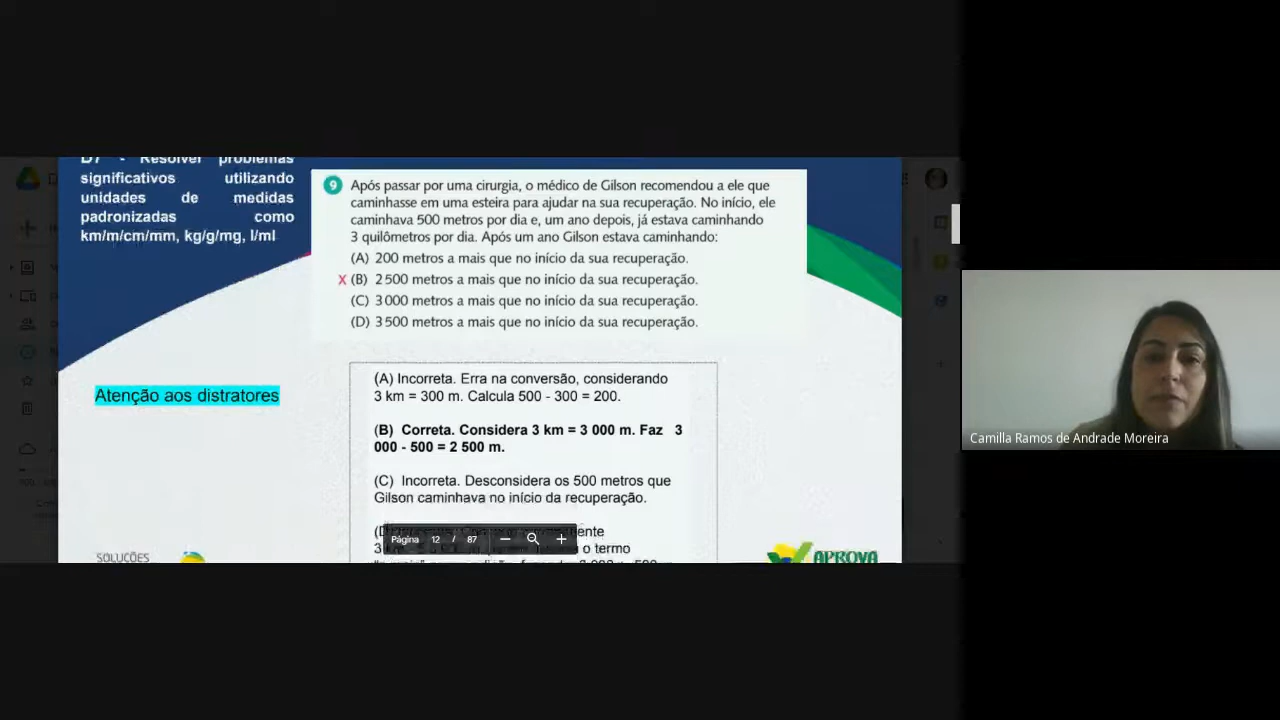 D7 - Resolver problemas
significativos utilizando
unidades de medidas
padronizadas como
km/m/cm/mm, kg/g/mg, l/ml
9 Após passar por uma cirurgia, o médico de Gilson recomendou a ele que
caminhasse em uma esteira para ajudar na sua recuperação. No início, ele
caminhava 500 metros por dia e, um ano depois, já estava caminhando
3 quilômetros por dia. Após um ano Gilson estava caminhando:
(A) 200 metros a mais que no início da sua recuperação.
X (B) 2 500 metros a mais que no início da sua recuperação.
(C) 3 000 metros a mais que no início da sua recuperação.
(D) 3 500 metros a mais que no início da sua recuperação.
Atenção aos distratores
(A) Incorreta. Erra na conversão, considerando
3 km = 300 m. Calcula 500 - 300 = 200.
(B) Correta. Considera 3 km = 3 000 m. Faz 3
000 - 500 = 2 500 m.
(C) Incorreta. Desconsidera os 500 metros que
Gilson caminhava no início da recuperação.
o termo
Página 12 / 87
SOLUÇÕES
APROVA
Camilla Ramos de Andrade Moreira